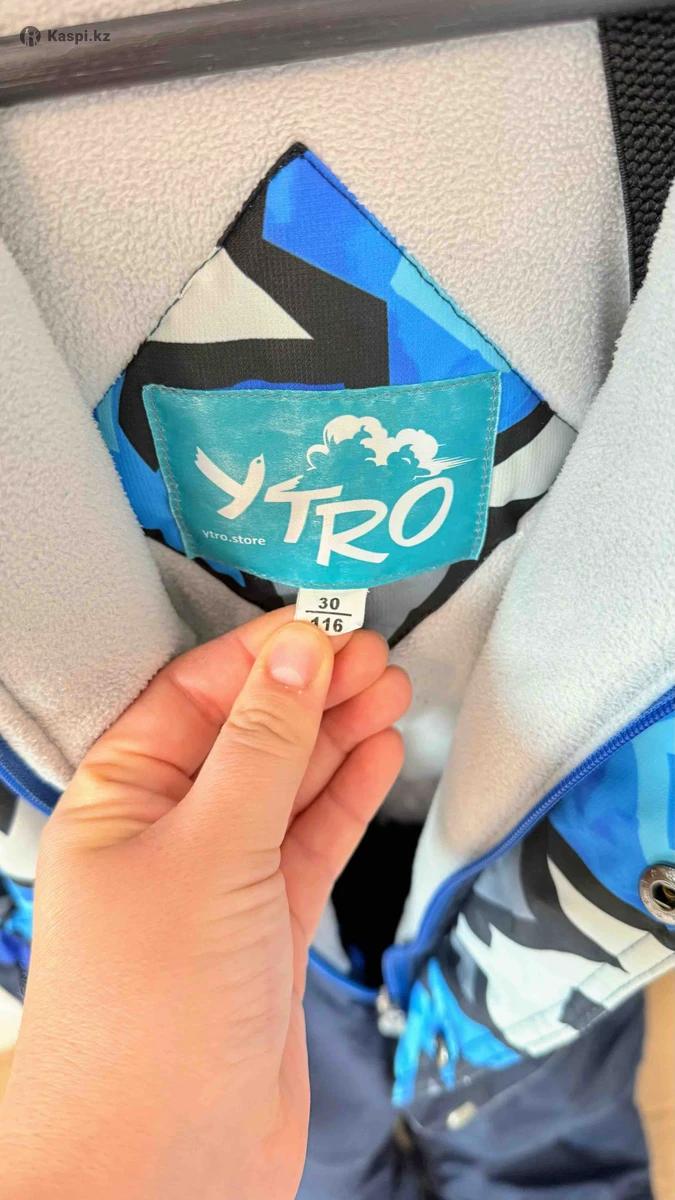 Kaspi.kz
YTRO
ytro.store
30
116